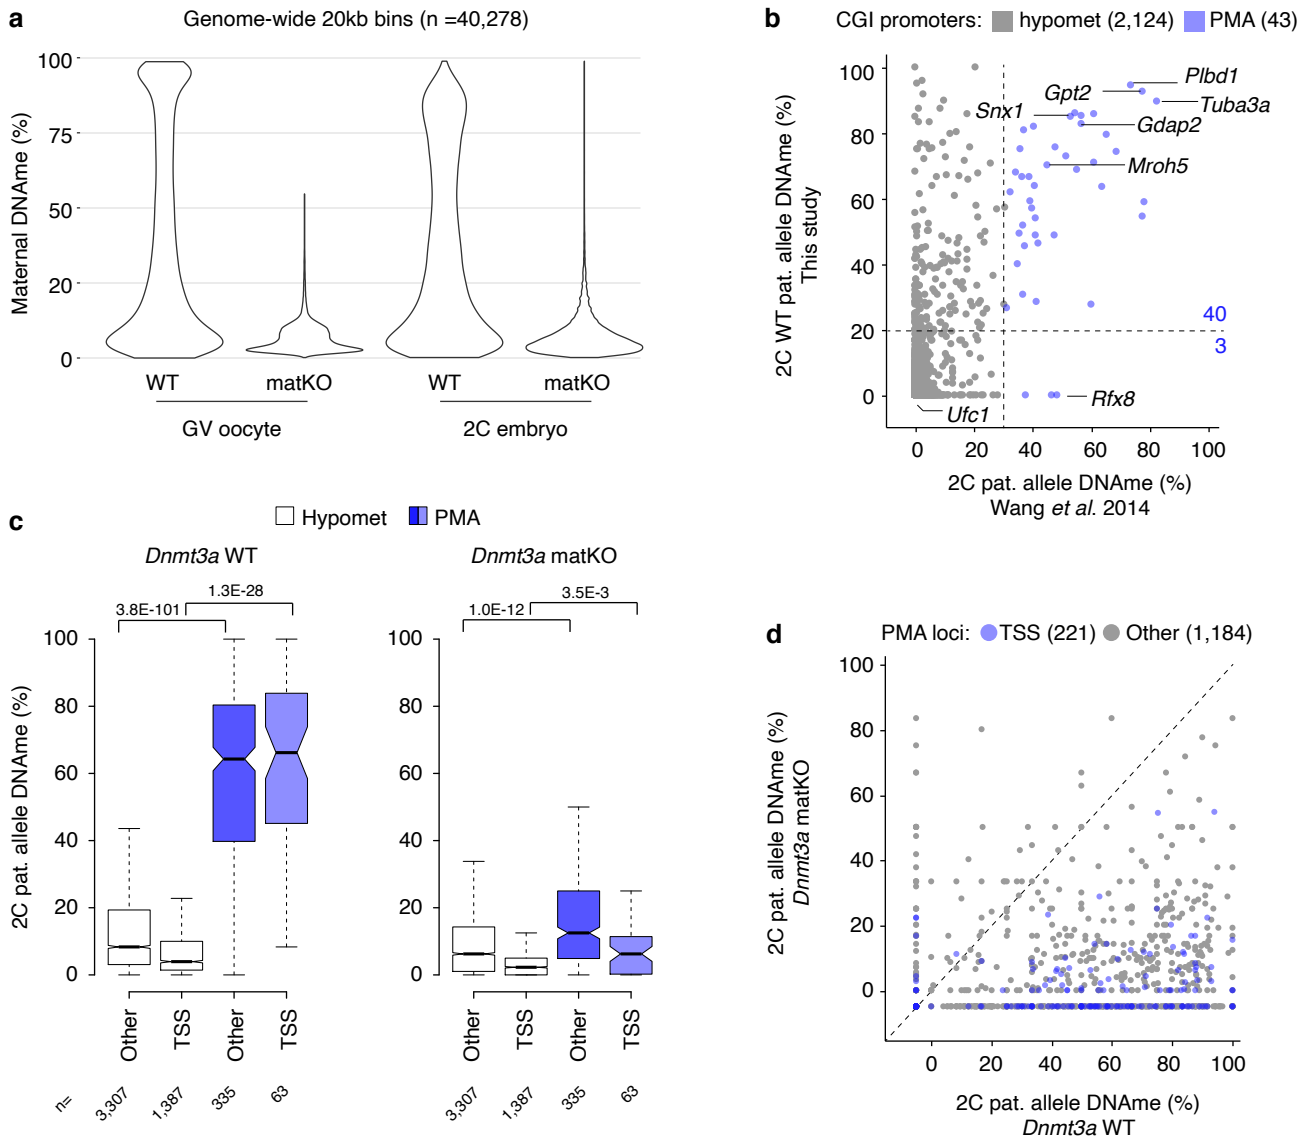 a
Genome-wide 20kb bins (n =40,278)
Maternal DNAme (%)
100
75
50
20
0
WT
matKO
WT
matKO
GV oocyte
2C embryo
b
CGI promoters: hypomet (2,124) PMA (43)
2C WT pat. allele DNAme (%)
This study
100
80
60
40
20
0
Plbd1
Gpt2
Tuba3a
Snx1
Gdap2
Mroh5
40
3
Rfx8
Ufc1
0 20 40 60 80 100
2C pat. allele DNAme (%)
Wang et al. 2014
c
Hypomet PMA
Dnmt3a WT
Dnmt3a matKO
1.3E-28
3.8E-101
3.5E-3
1.0E-12
2C pat. allele DNAme (%)
100
80
60
40
20
0
100
80
60
40
20
0
Other
TSS
Other
TSS
Other
TSS
Other
TSS
n=
3,307
1,387
335
63
3,307
1,387
335
63
d
PMA loci: TSS (221) Other (1,184)
2C pat. allele DNAme (%)
Dnmt3a matKO
100
80
60
40
20
0
0 20 40 60 80 100
2C pat. allele DNAme (%)
Dnmt3a WT